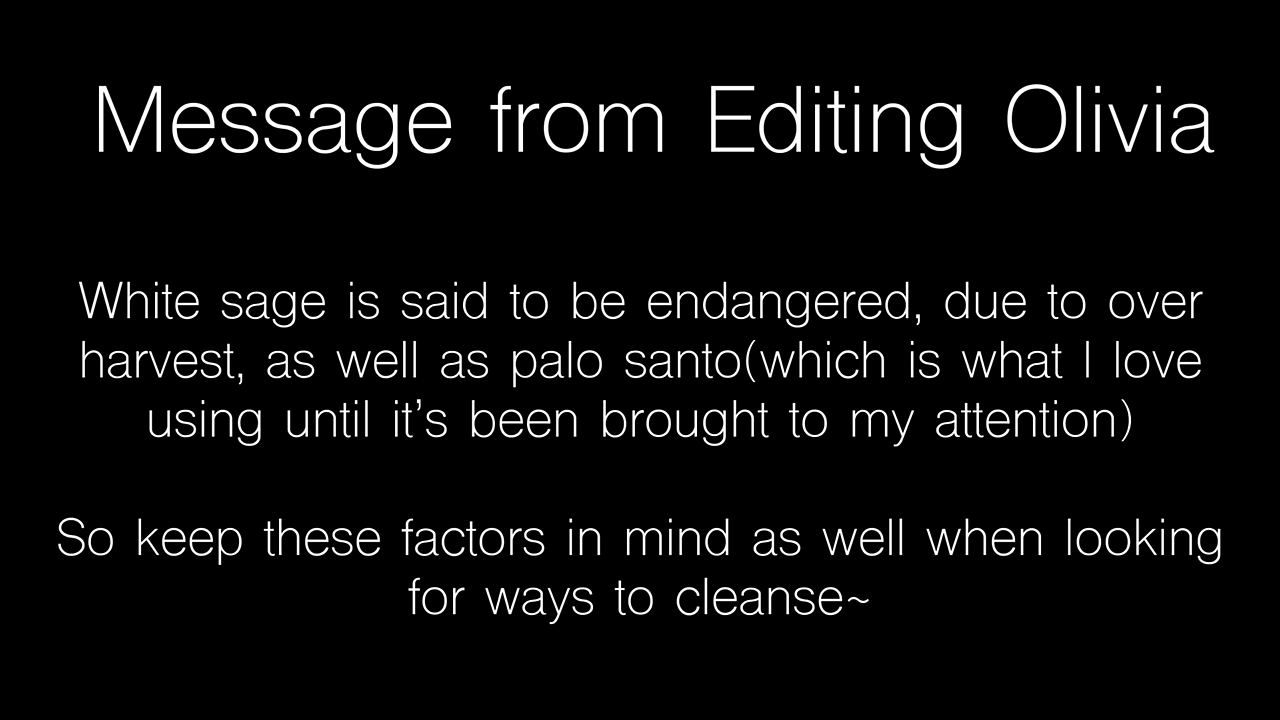 Message from Editing Olivia
White sage is said to be endangered, due to over
harvest, as well as palo santo(which is what I love
using until it's been brought to my attention)
So keep these factors in mind as well when looking
for ways to cleanse~